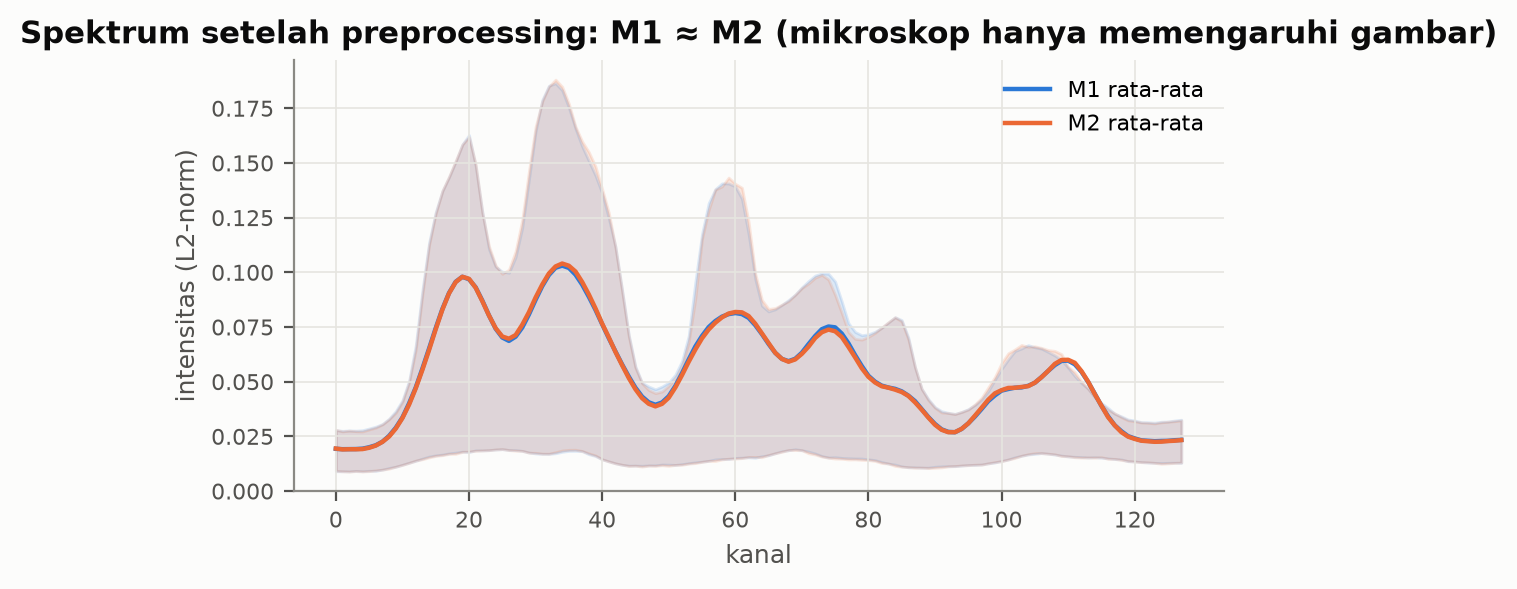 Spektrum setelah preprocessing: M1 ≈ M2 (mikroskop hanya memengaruhi gambar)
M1 rata-rata
M2 rata-rata
intensitas (L2-norm)
0.175
0.150
0.125
0.100
0.075
0.050
0.025
0.000
0 20 40 60 80 100 120
kanal